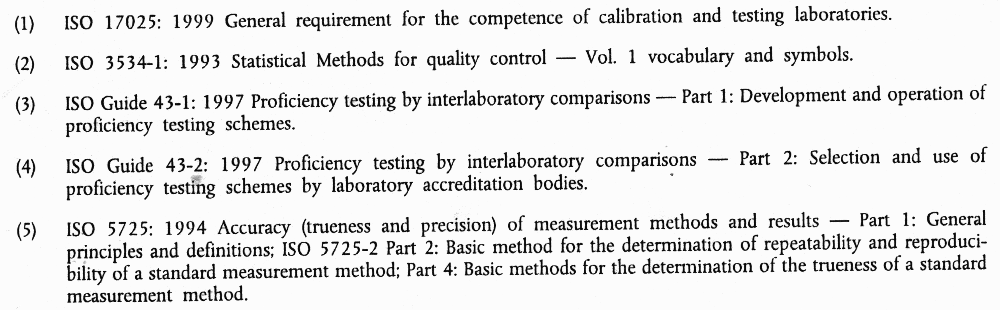 (1) ISO 17025: 1999 General requirement for the competence of calibration and testing laboratories.
(2) ISO 3534-1: 1993 Statistical Methods for quality control — Vol. 1 vocabulary and symbols.
(3) ISO Guide 43-1: 1997 Proficiency testing by interlaboratory comparisons — Part 1: Development and operation of
proficiency testing schemes.
(4) ISO Guide 43-2: 1997 Proficiency testing by interlaboratory comparisons — Part 2: Selection and use of
proficiency testing schemes by laboratory accreditation bodies.
(5) ISO 5725: 1994 Accuracy (trueness and precision) of measurement methods and results — Part 1: General
principles and definitions; ISO 5725-2 Part 2: Basic method for the determination of repeatability and reproduci-
bility of a standard measurement method; Part 4: Basic methods for the determination of the trueness of a standard
measurement method.